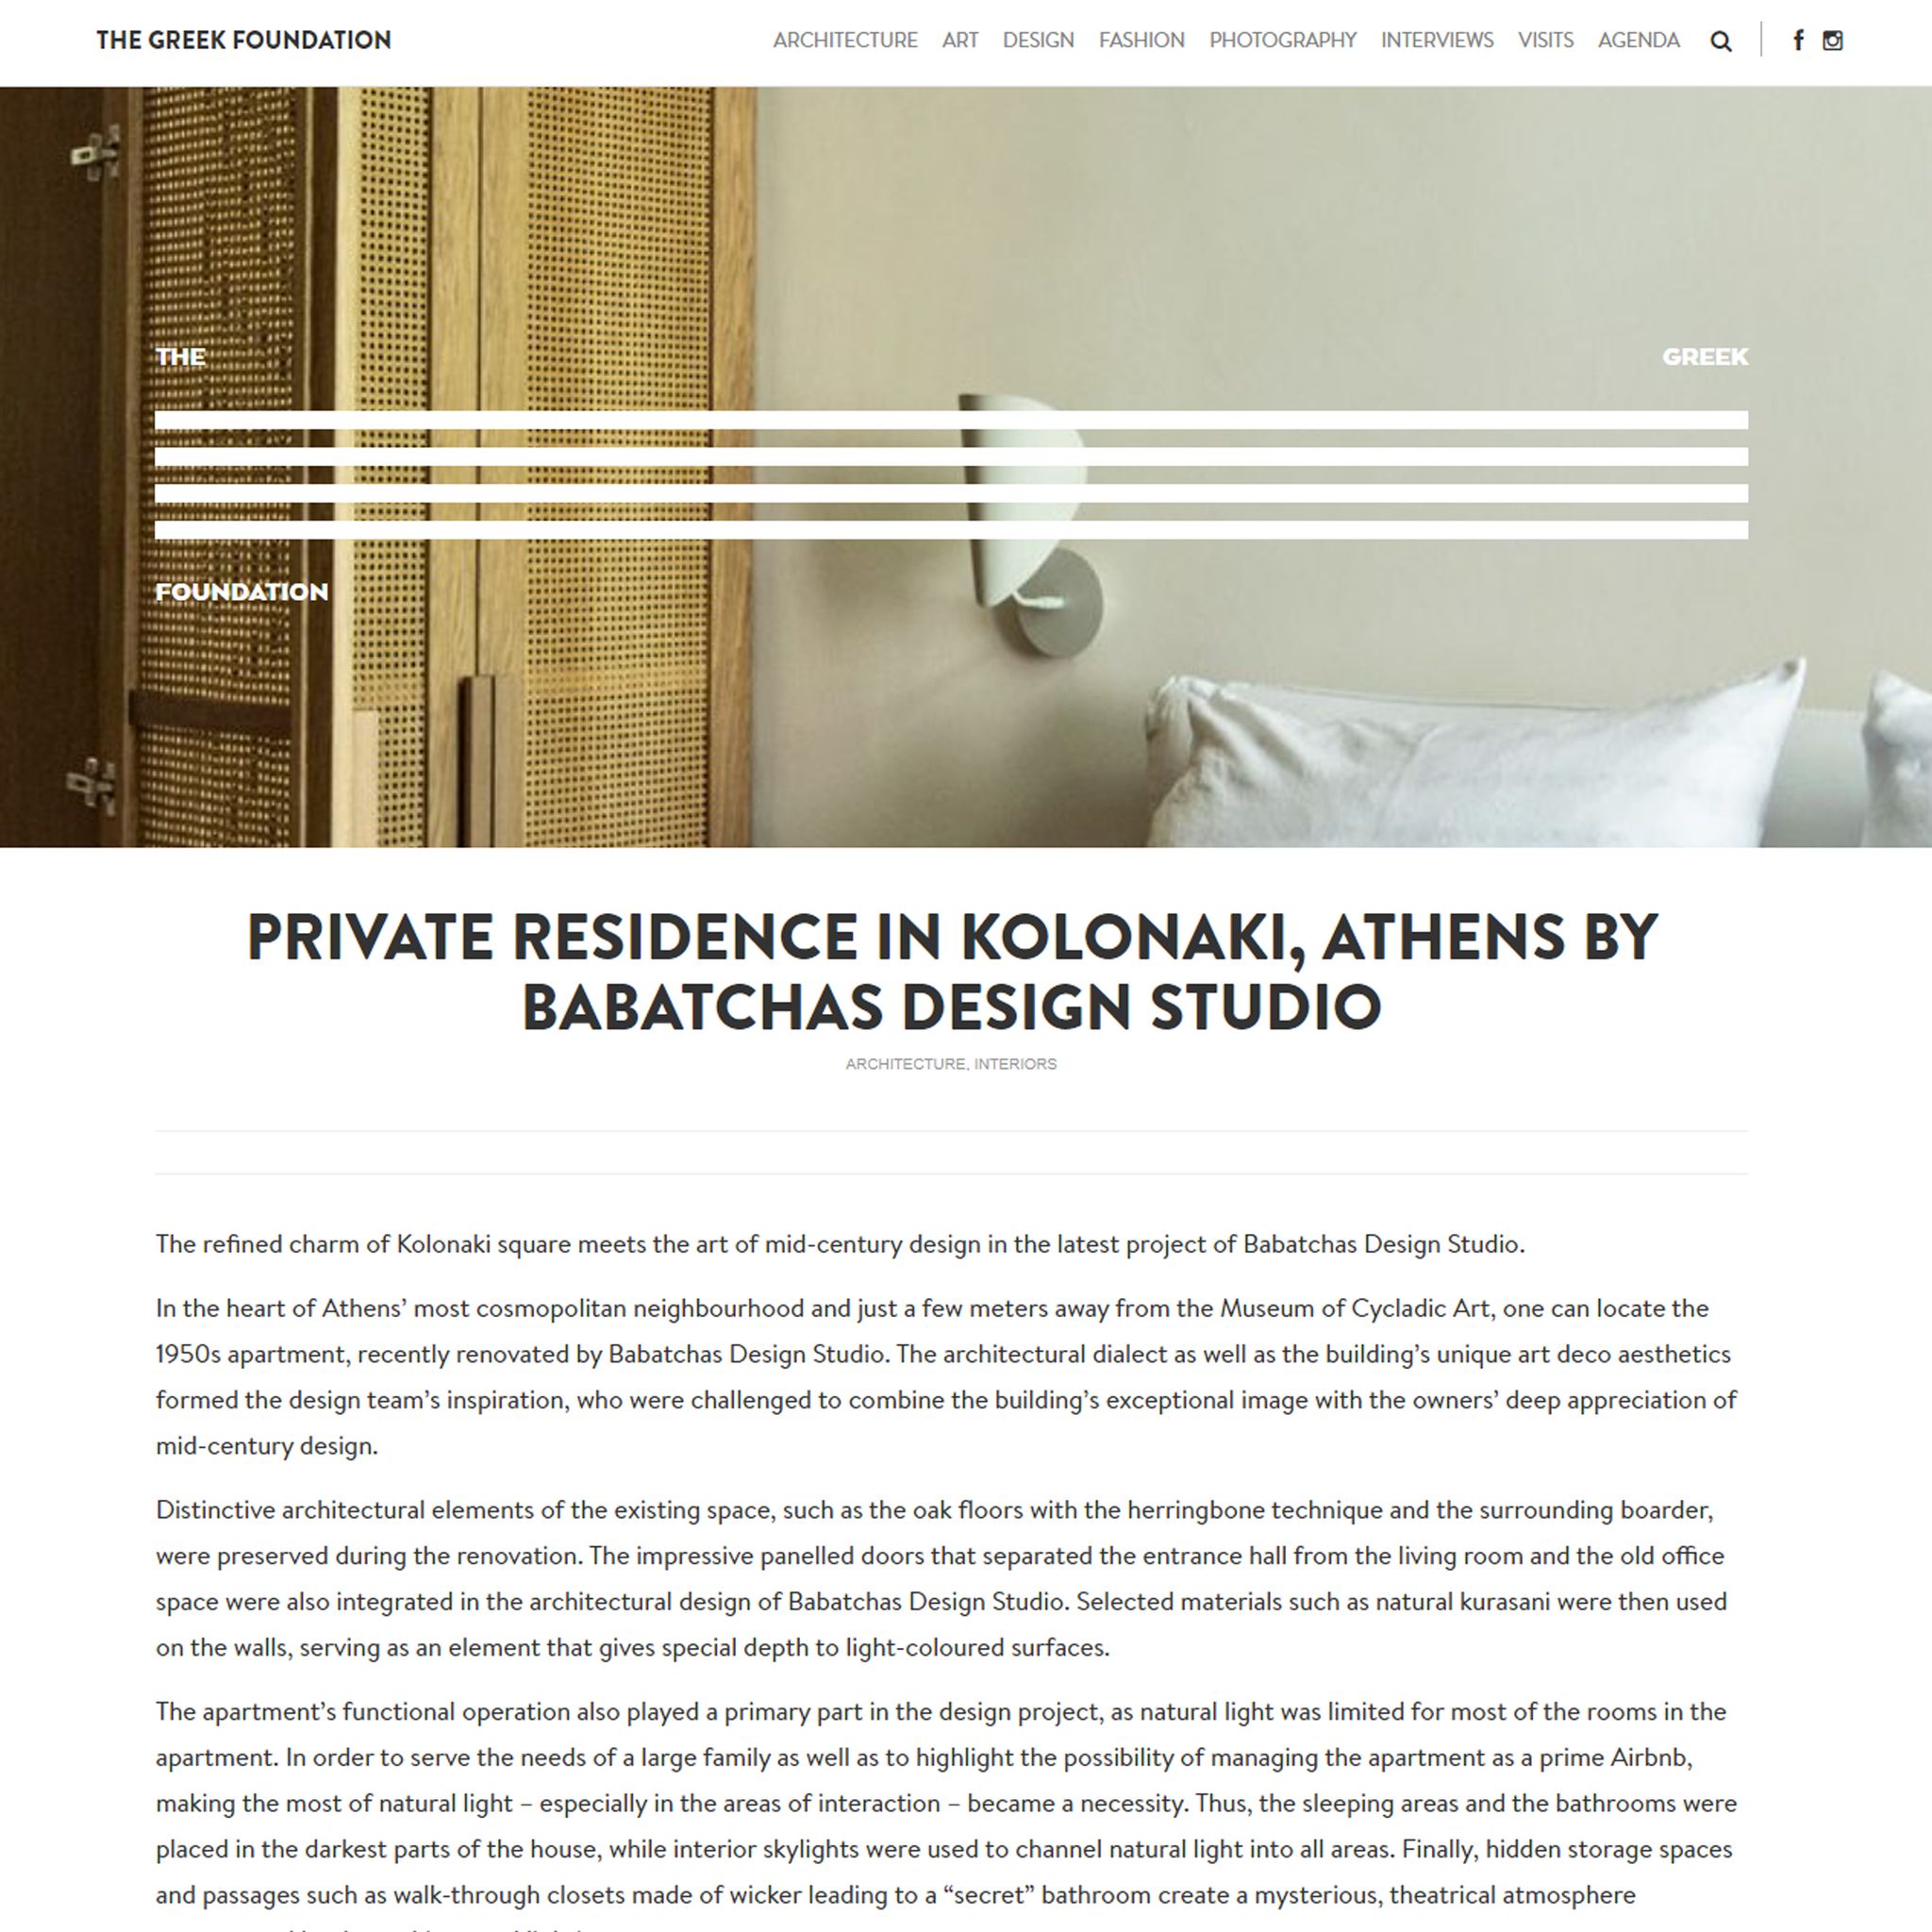 THE GREEK FOUNDATION
ARCHITECTURE ART DESIGN FASHION PHOTOGRAPHY INTERVIEWS VISITS AGENDA
THE GREEK
FOUNDATION
PRIVATE RESIDENCE IN KOLONAKI, ATHENS BY
BABATCHAS DESIGN STUDIO
ARCHITECTURE, INTERIORS
The refined charm of Kolonaki square meets the art of mid-century design in the latest project of Babatchas Design Studio.
In the heart of Athens’ most cosmopolitan neighbourhood and just a few meters away from the Museum of Cycladic Art, one can locate the
1950s apartment, recently renovated by Babatchas Design Studio. The architectural dialect as well as the building’s unique art deco aesthetics
formed the design team’s inspiration, who were challenged to combine the building’s exceptional image with the owners’ deep appreciation of
mid-century design.
Distinctive architectural elements of the existing space, such as the oak floors with the herringbone technique and the surrounding boarder,
were preserved during the renovation. The impressive panelled doors that separated the entrance hall from the living room and the old office
space were also integrated in the architectural design of Babatchas Design Studio. Selected materials such as natural kurasani were then used
on the walls, serving as an element that gives special depth to light-coloured surfaces.
The apartment’s functional operation also played a primary part in the design project, as natural light was limited for most of the rooms in the
apartment. In order to serve the needs of a large family as well as to highlight the possibility of managing the apartment as a prime Airbnb,
making the most of natural light – especially in the areas of interaction – became a necessity. Thus, the sleeping areas and the bathrooms were
placed in the darkest parts of the house, while interior skylights were used to channel natural light into all areas. Finally, hidden storage spaces
and passages such as walk-through closets made of wicker leading to a “secret” bathroom create a mysterious, theatrical atmosphere